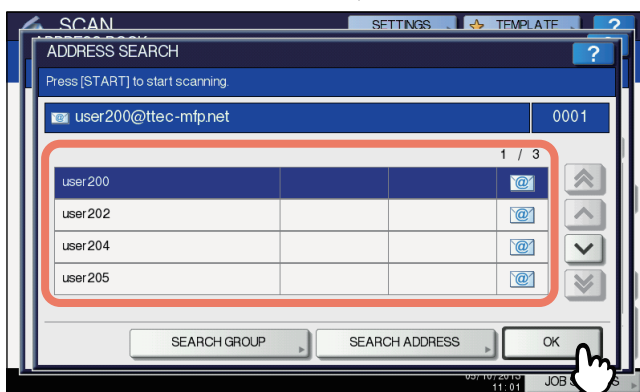 SCAN
SETTINGS
TEMPLATE
?
ADDRESS SEARCH
?
Press [START] to start scanning.
user200@ttec-mfp.net
0001
1 / 3
user200
@
user202
@
user204
@
user205
@
SEARCH GROUP
SEARCH ADDRESS
OK
11:01
JOB